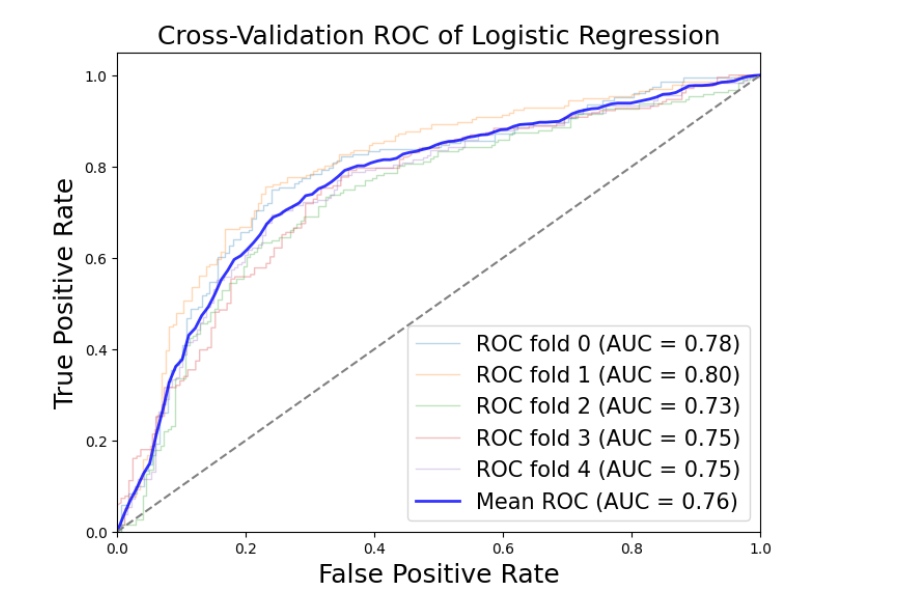 Cross-Validation ROC of Logistic Regression
True Positive Rate
1.0
0.8
0.6
0.4
0.2
0.0
ROC fold 0 (AUC = 0.78)
ROC fold 1 (AUC = 0.80)
ROC fold 2 (AUC = 0.73)
ROC fold 3 (AUC = 0.75)
ROC fold 4 (AUC = 0.75)
Mean ROC (AUC = 0.76)
0.0 0.2 0.4 0.6 0.8 1.0
False Positive Rate